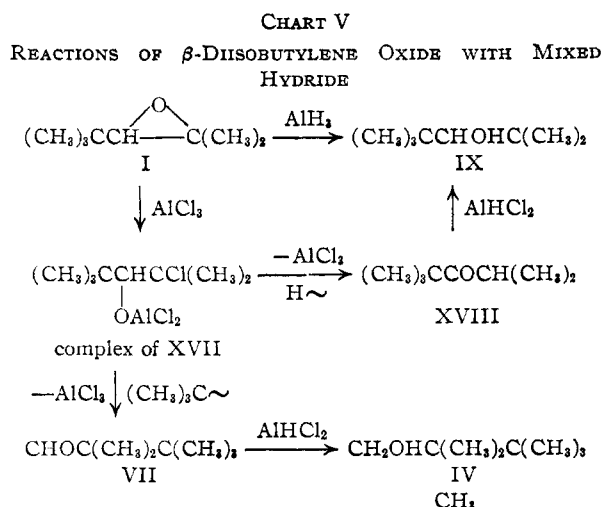 CHART V
REACTIONS OF β-DIISOBUTYLENE OXIDE WITH MIXED
HYDRIDE
O
(CH₃)₃CCH—C(CH₃)₂ AlH₃ (CH₃)₃CCHOHC(CH₃)₂
I IX
AlCl₃ AlHCl₂
(CH₃)₃CCHCCl(CH₃)₂ —AlCl₃ H~ (CH₃)₃CCOCH(CH₃)₂
OAlCl₂ XVIII
complex of XVII
—AlCl₃ (CH₃)₃C~
CHOC(CH₃)₂C(CH₃)₃ AlHCl₂ CH₂OHC(CH₃)₂C(CH₃)₃
VII IV